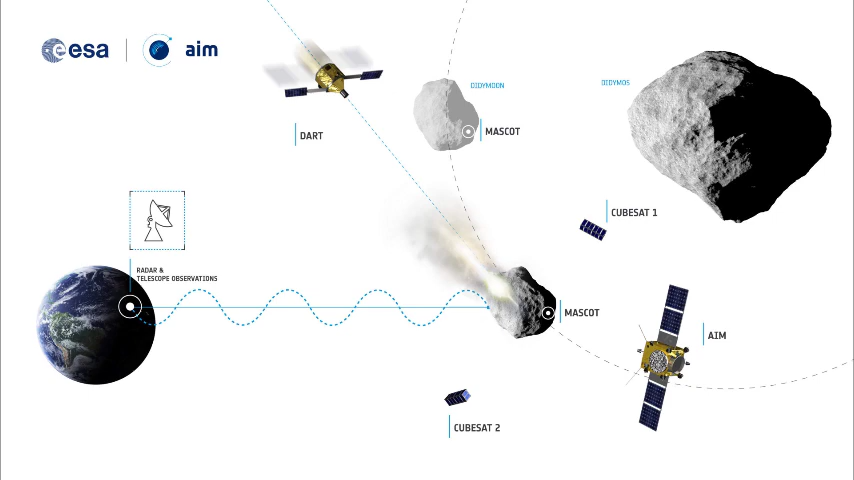 esa
aim
DIDYMOON
DIDYMOS
DART
MASCOT
CUBESAT 1
RADAR &
TELESCOPE OBSERVATIONS
MASCOT
AIM
CUBESAT 2